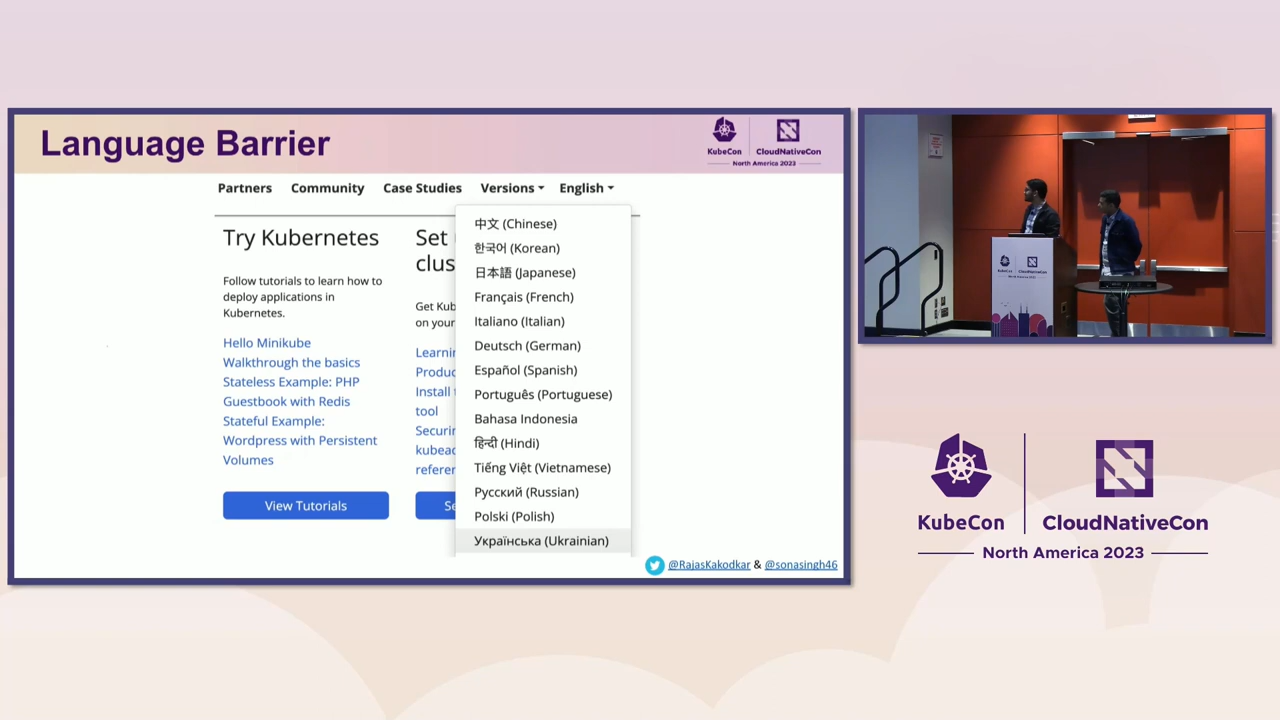 Language Barrier
KubeCon
CloudNativeCon
North America 2023
Partners Community Case Studies Versions English
Try Kubernetes
Follow tutorials to learn how to
deploy applications in
Kubernetes.
Hello Minikube
Walkthrough the basics
Stateless Example: PHP
Guestbook with Redis
Stateful Example:
Wordpress with Persistent
Volumes
View Tutorials
Set
clus
Get Kub
on your
Learnin
Produc
Install
tool
Securin
kubead
referen
Se
中文 (Chinese)
한국어 (Korean)
日本語 (Japanese)
Français (French)
Italiano (Italian)
Deutsch (German)
Español (Spanish)
Português (Portuguese)
Bahasa Indonesia
हिन्दी (Hindi)
Tiếng Việt (Vietnamese)
Русский (Russian)
Polski (Polish)
Українська (Ukrainian)
@RajasKakodkar & @sonasingh46
KubeCon
CloudNativeCon
North America 2023